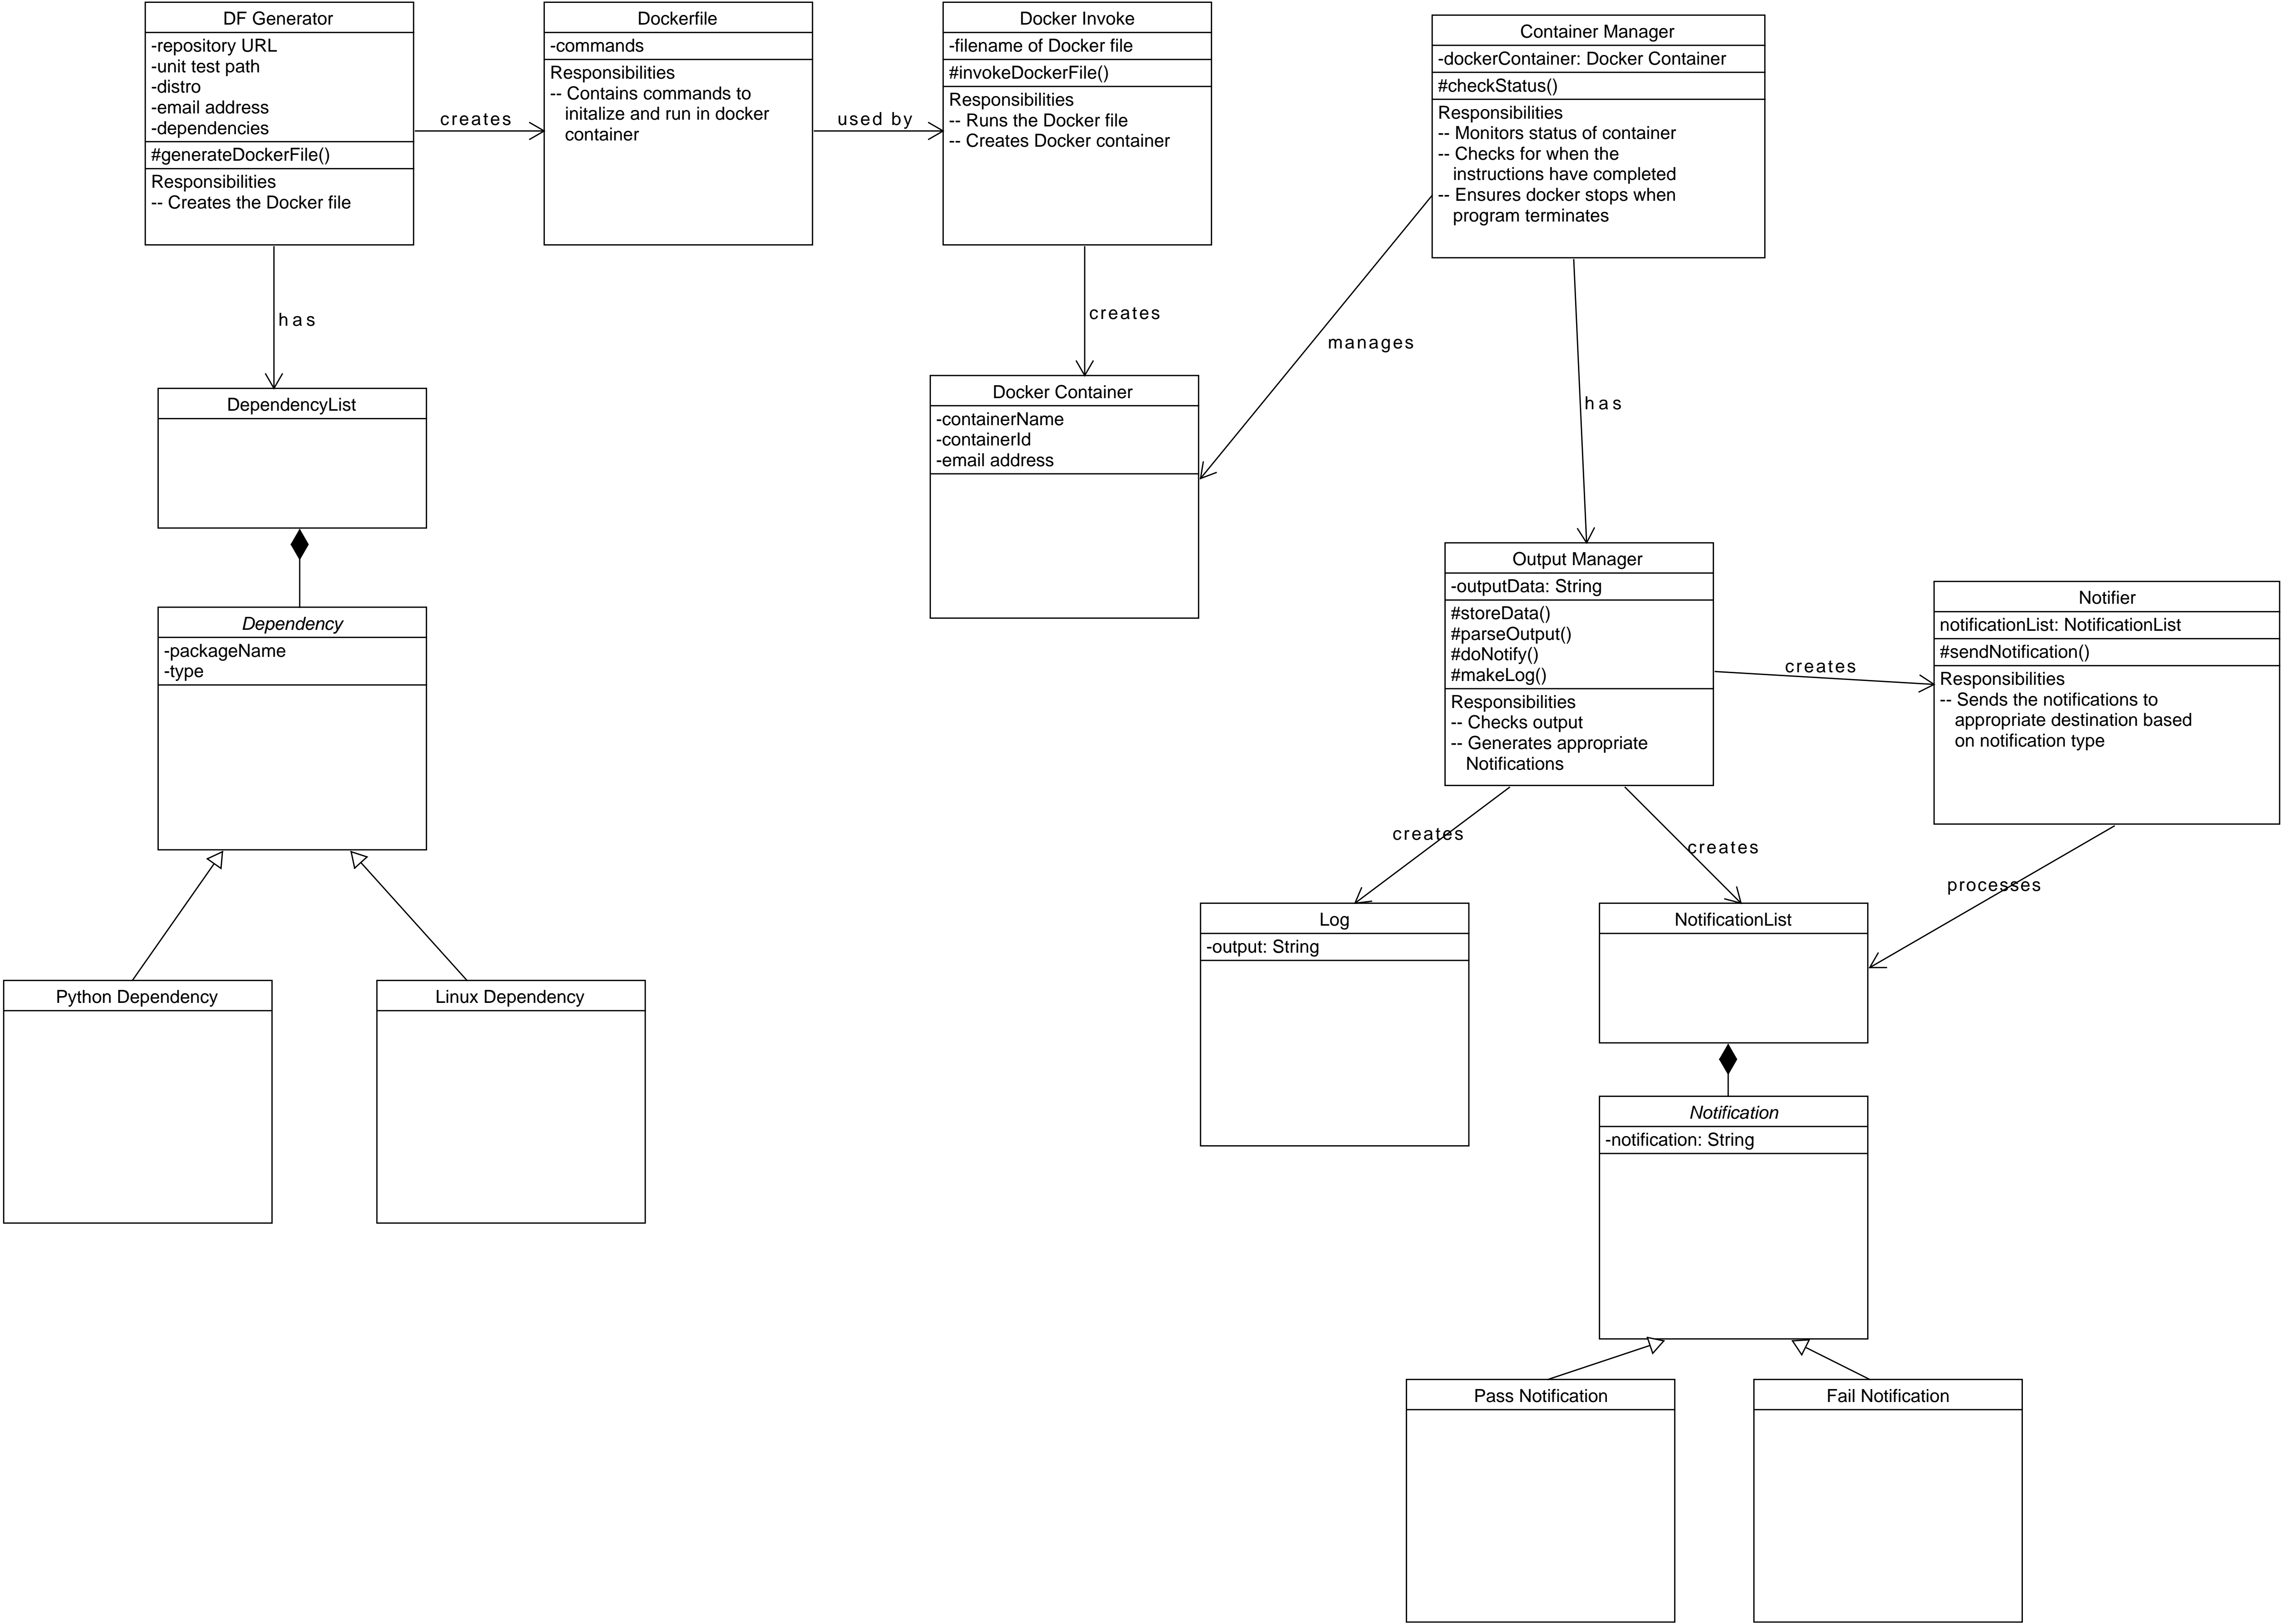 DF Generator
-repository URL
-unit test path
-distro
-email address
-dependencies
#generateDockerFile()
Responsibilities
-- Creates the Docker file
creates
Dockerfile
-commands
Responsibilities
-- Contains commands to
initalize and run in docker
container
used by
Docker Invoke
-filename of Docker file
#invokeDockerFile()
Responsibilities
-- Runs the Docker file
-- Creates Docker container
Container Manager
-dockerContainer: Docker Container
#checkStatus()
Responsibilities
-- Monitors status of container
-- Checks for when the
instructions have completed
-- Ensures docker stops when
program terminates
has
creates
manages
has
DependencyList
Docker Container
-containerName
-containerId
-email address
Dependency
-packageName
-type
Output Manager
-outputData: String
#storeData()
#parseOutput()
#doNotify()
#makeLog()
Responsibilities
-- Checks output
-- Generates appropriate
Notifications
creates
Notifier
notificationList: NotificationList
#sendNotification()
Responsibilities
-- Sends the notifications to
appropriate destination based
on notification type
creates
creates
processes
Log
-output: String
NotificationList
Python Dependency
Linux Dependency
Notification
-notification: String
Pass Notification
Fail Notification